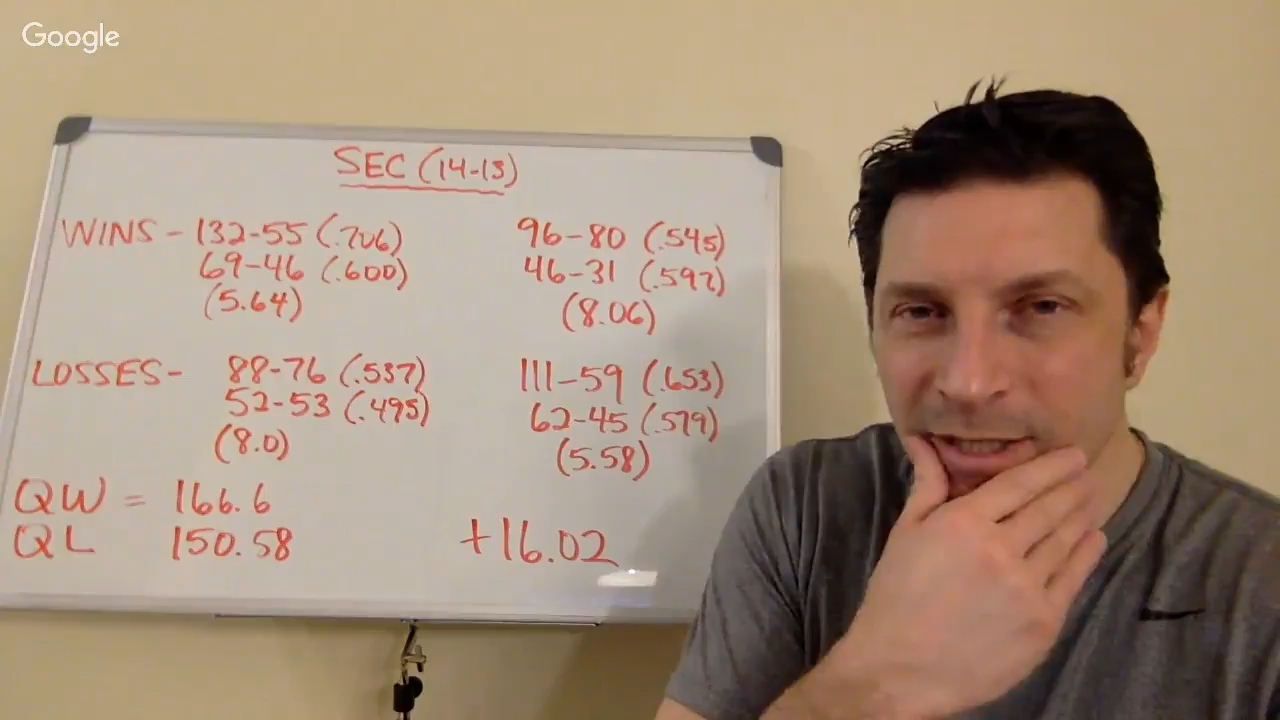 Google
SEC (14-13)
WINS - 132-55 (.706) 96-80 (.545)
69-46 (.600) 46-31 (.597)
(5.64) (8.06)
LOSSES- 88-76 (.537) 111-59 (.653)
52-53 (.495) 62-45 (.579)
(8.0) (5.58)
QW = 166.6
QL 150.58 +16.02